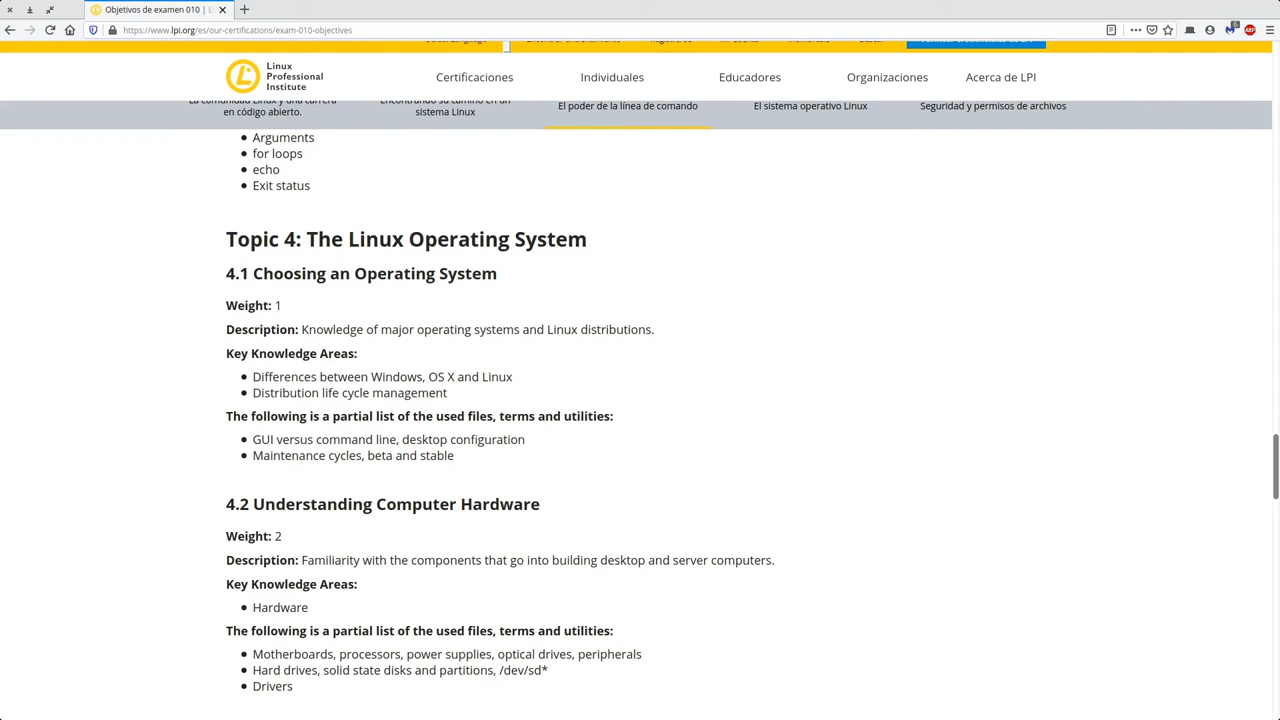 Objetivos de examen 010 | L
https://www.lpi.org/es/our-certifications/exam-010-objectives
Linux
Professional
Institute
Certificaciones
Individuales
Educadores
Organizaciones
Acerca de LPI
La comunidad Linux y una carrera
en código abierto.
Encontrando su camino en un
sistema Linux
El poder de la línea de comando
El sistema operativo Linux
Seguridad y permisos de archivos
• Arguments
• for loops
• echo
• Exit status
Topic 4: The Linux Operating System
4.1 Choosing an Operating System
Weight: 1
Description: Knowledge of major operating systems and Linux distributions.
Key Knowledge Areas:
• Differences between Windows, OS X and Linux
• Distribution life cycle management
The following is a partial list of the used files, terms and utilities:
• GUI versus command line, desktop configuration
• Maintenance cycles, beta and stable
4.2 Understanding Computer Hardware
Weight: 2
Description: Familiarity with the components that go into building desktop and server computers.
Key Knowledge Areas:
• Hardware
The following is a partial list of the used files, terms and utilities:
• Motherboards, processors, power supplies, optical drives, peripherals
• Hard drives, solid state disks and partitions, /dev/sd*
• Drivers